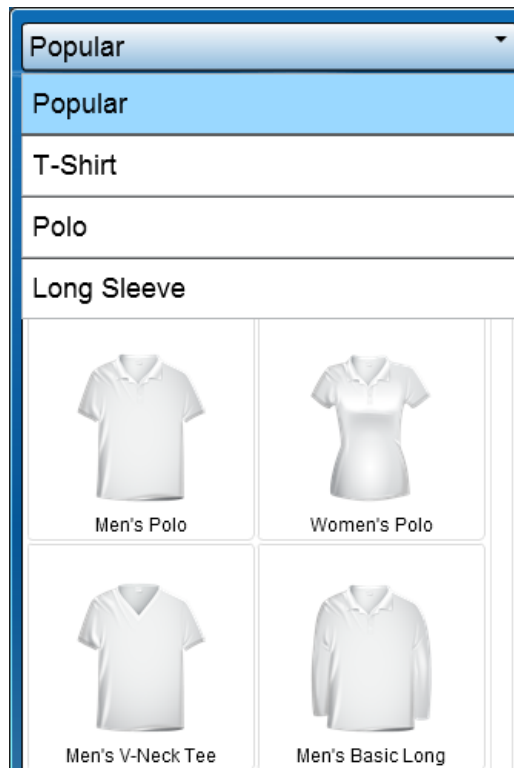 Popular
Popular
T-Shirt
Polo
Long Sleeve
Men's Polo
Women's Polo
Men's V-Neck Tee
Men's Basic Long